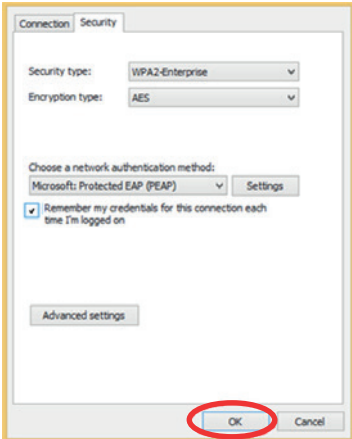 Connection Security
Security type: WPA2-Enterprise
Encryption type: AES
Choose a network authentication method:
Microsoft: Protected EAP (PEAP) Settings
Remember my credentials for this connection each
time I'm logged on
Advanced settings
OK Cancel